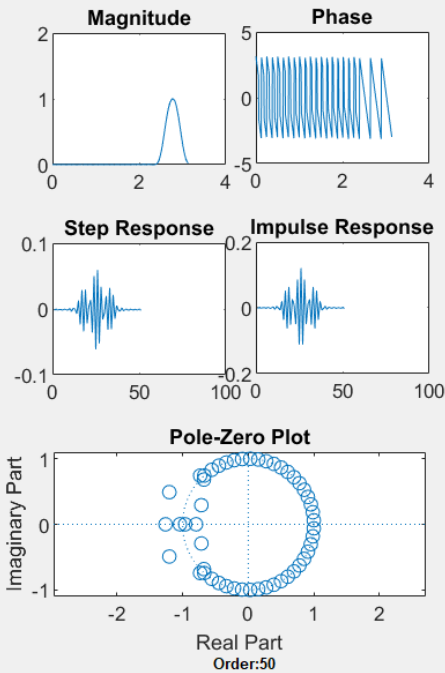 Magnitude Phase
2
1
0
0 2 4
5
0
-5
0 2 4
Step Response Impulse Response
0.1
0
-0.1
0 50 100
0.2
0
-0.2
0 50 100
Pole-Zero Plot
Imaginary Part
1
0
-1
-2 -1 0 1 2
Real Part
Order:50